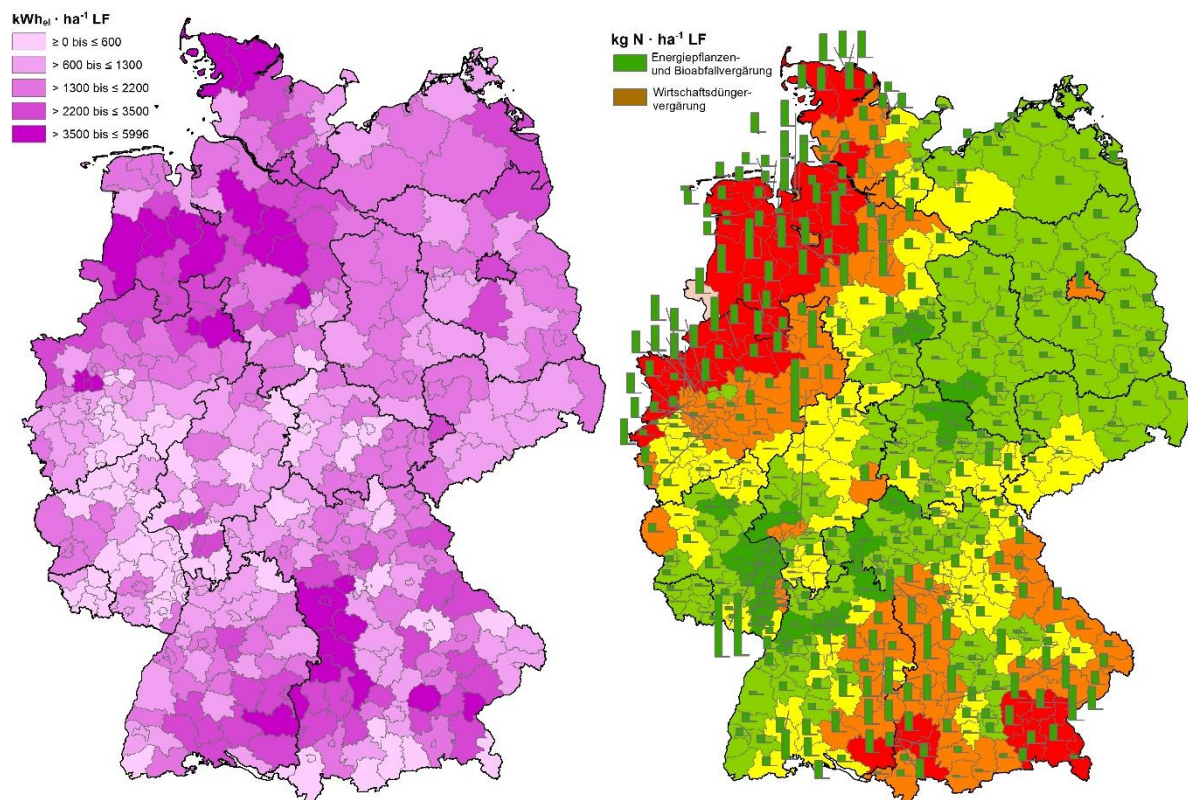 kWhel · ha-1 LF
≥ 0 bis ≤ 600
> 600 bis ≤ 1300
> 1300 bis ≤ 2200
> 2200 bis ≤ 3500
> 3500 bis ≤ 5996
kg N · ha-1 LF
Energiepflanzen-
und Bioabfallvergärung
Wirtschaftsdünger-
vergärung